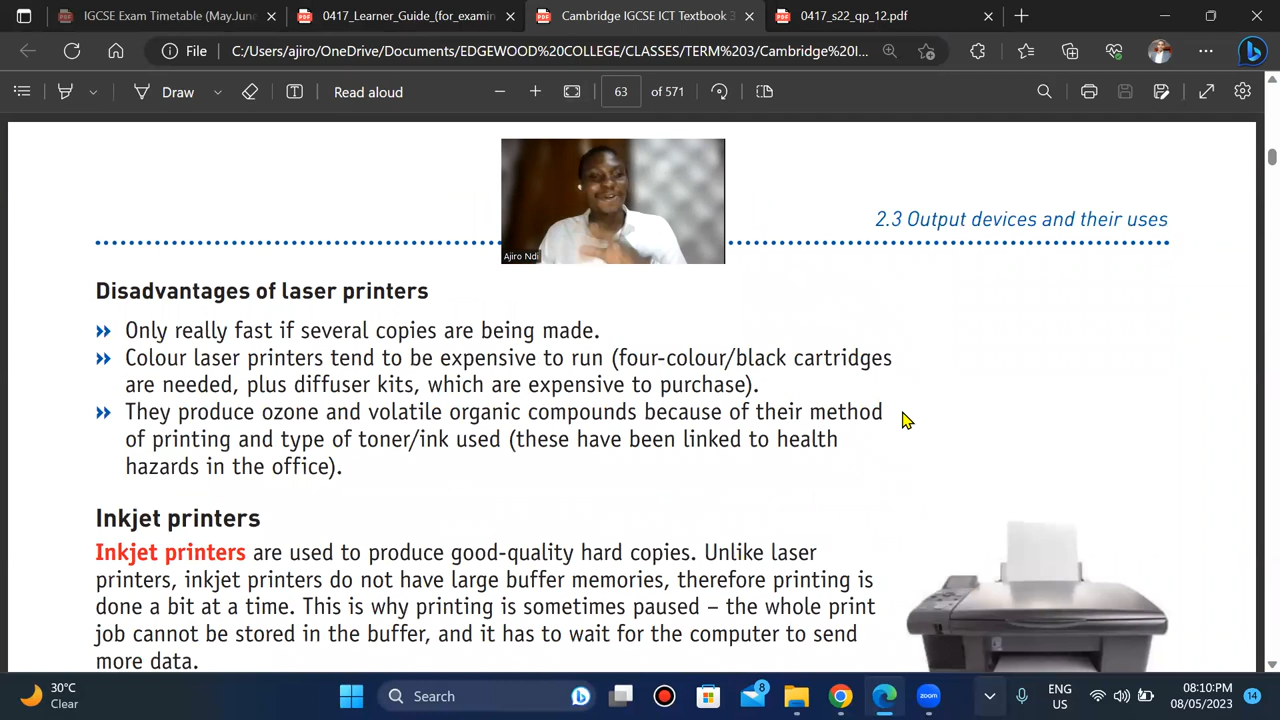 IGCSE Exam Timetable (MayJune
0417_Learner_Guide_(for_examin
Cambridge IGCSE ICT Textbook 3
0417_s22_qp_12.pdf
File
C:/Users/ajiro/OneDrive/Documents/EDGEWOOD%20COLLEGE/CLASSES/TERM%203/Cambridge%20I...
Draw
Read aloud
63
of 571
Ajiro Ndi
2.3 Output devices and their uses
Disadvantages of laser printers
Only really fast if several copies are being made.
Colour laser printers tend to be expensive to run (four-colour/black cartridges
are needed, plus diffuser kits, which are expensive to purchase).
They produce ozone and volatile organic compounds because of their method
of printing and type of toner/ink used (these have been linked to health
hazards in the office).
Inkjet printers
Inkjet printers are used to produce good-quality hard copies. Unlike laser
printers, inkjet printers do not have large buffer memories, therefore printing is
done a bit at a time. This is why printing is sometimes paused – the whole print
job cannot be stored in the buffer, and it has to wait for the computer to send
more data.
30°C
Clear
Search
8
zoom
ENG
US
08:10:PM
08/05/2023
14